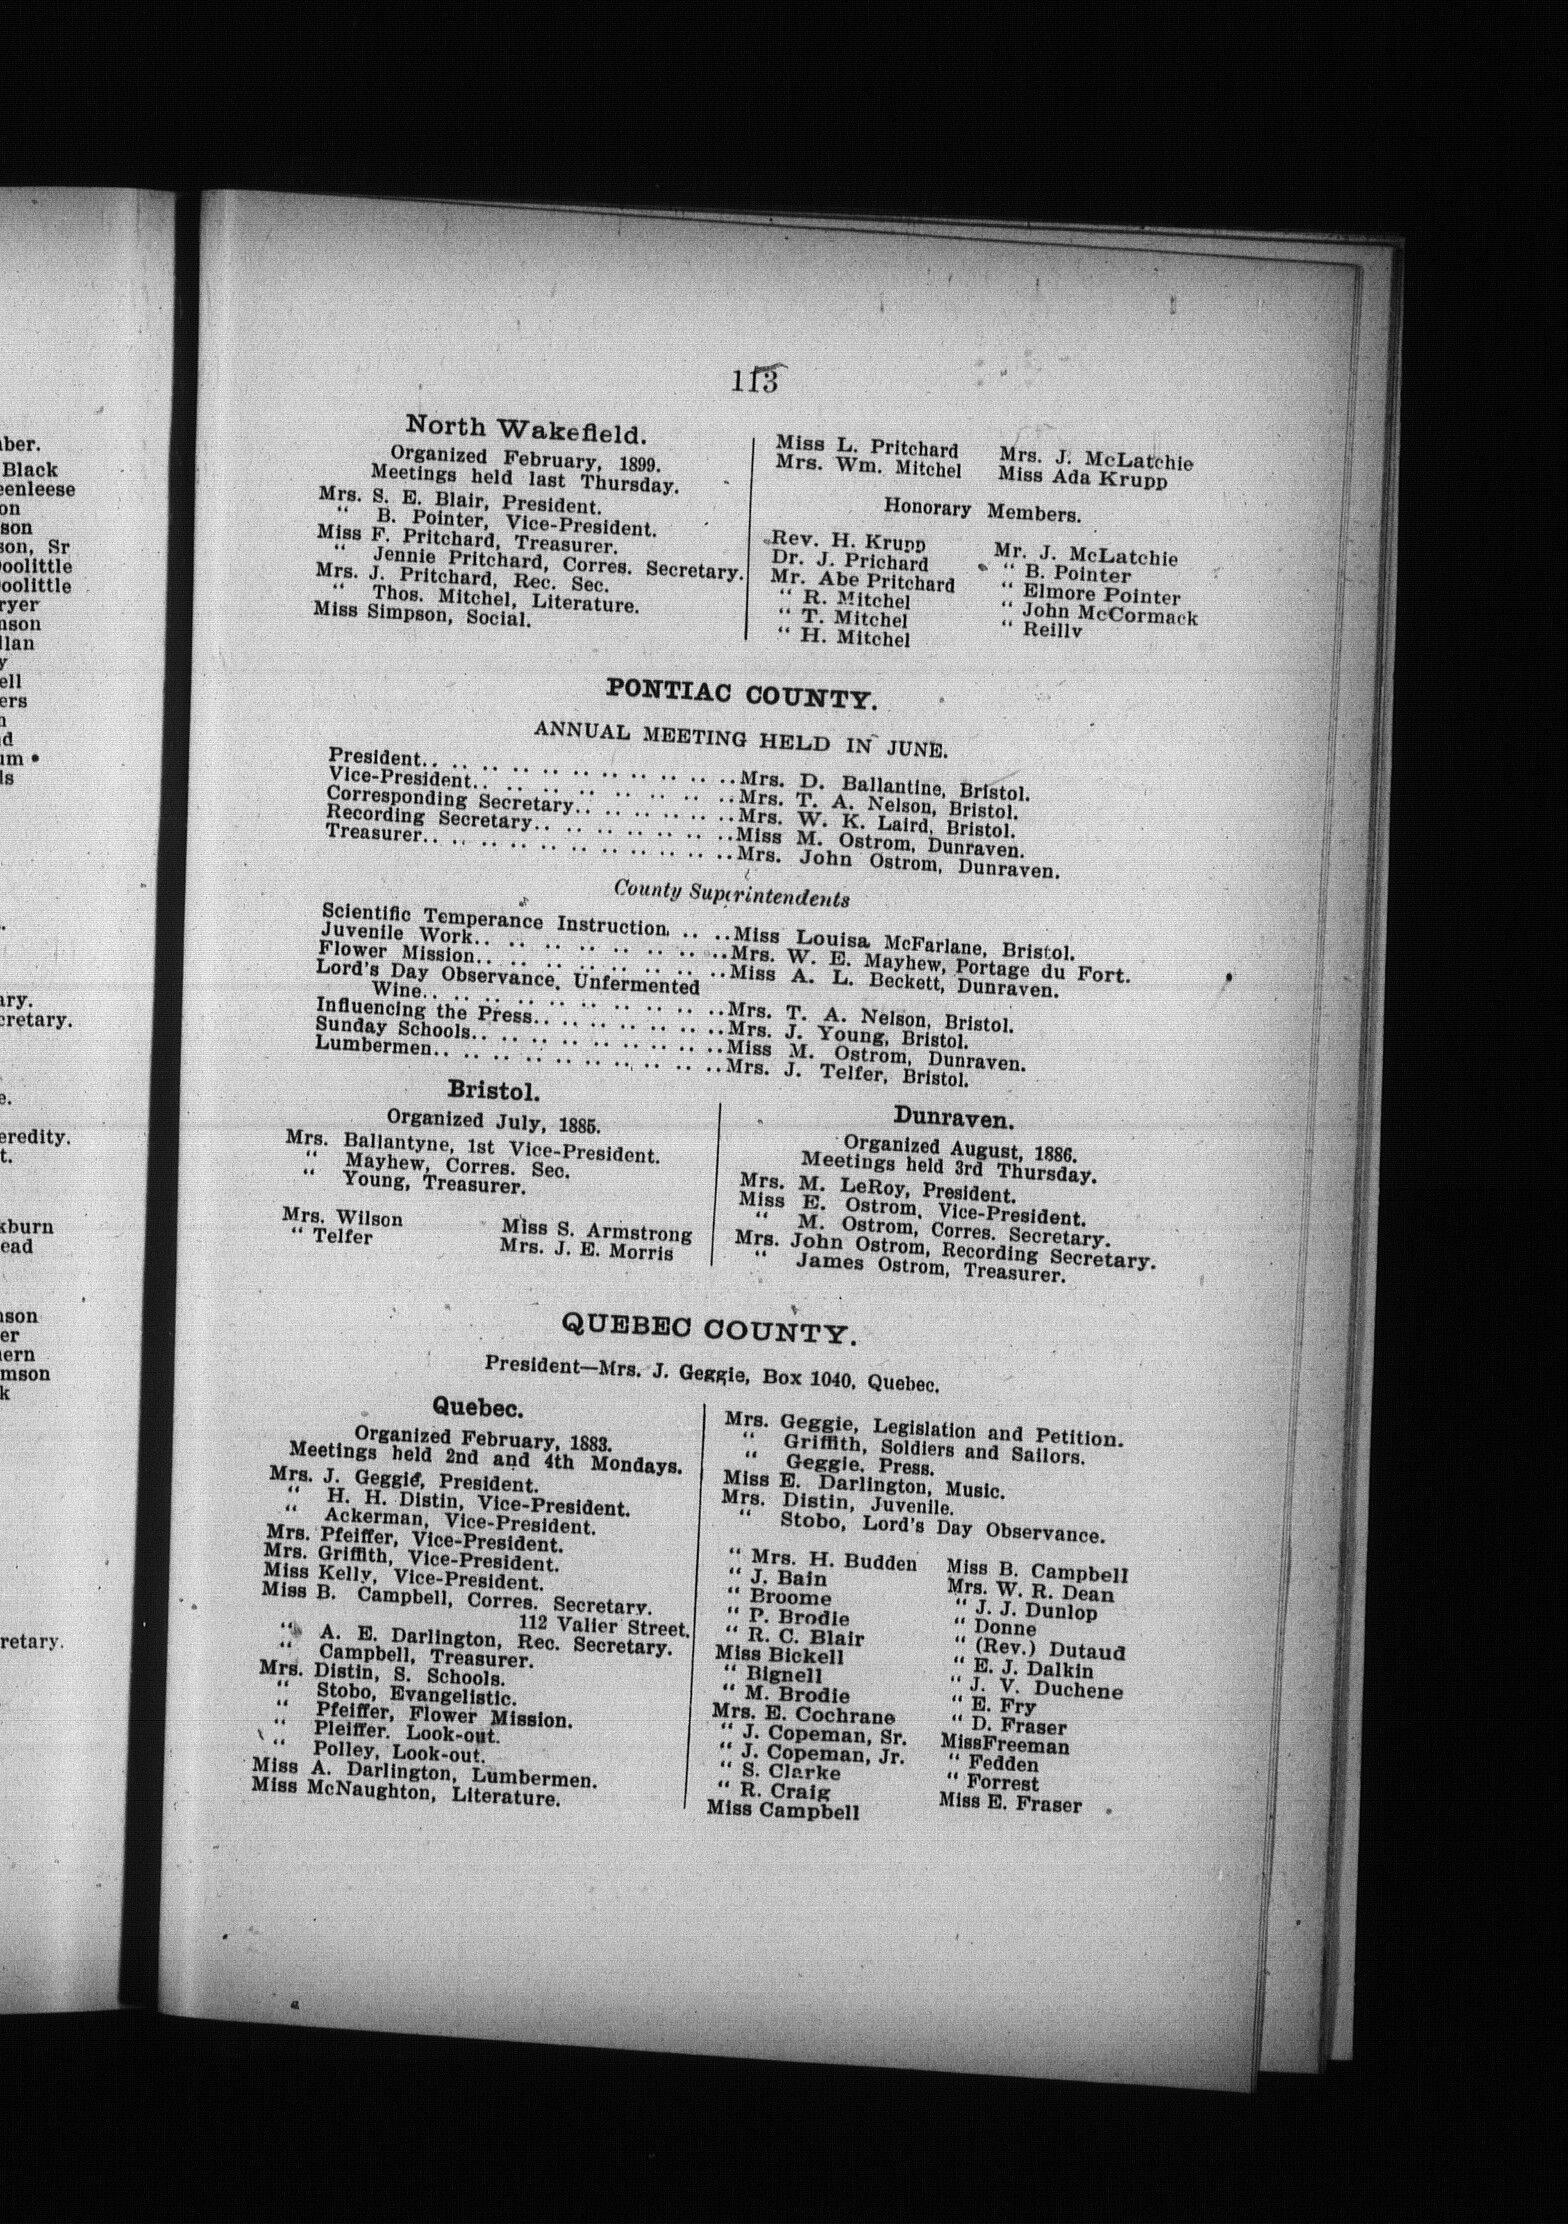 113
North Wakefield.
Organized February, 1899.
Meetings held last Thursday.
Mrs. S. E. Blair, President.
“ B. Pointer, Vice-President.
Miss F. Pritchard, Treasurer.
“ Jennie Pritchard, Corres. Secretary.
Mrs. J. Pritchard, Rec. Sec.
“ Thos. Mitchel, Literature.
Miss Simpson, Social.
Miss L. Pritchard Mrs. J. McLatchie
Mrs. Wm. Mitchel Miss Ada Krupp
Honorary Members.
Rev. H. Krupp Mr. J. McLatchie
Dr. J. Prichard “ B. Pointer
Mr. Abe Pritchard “ Elmore Pointer
“ R. Mitchel “ John McCormack
“ T. Mitchel “ Reilly
“ H. Mitchel
PONTIAC COUNTY.
ANNUAL MEETING HELD IN JUNE.
President.. .. .. .. .. .. .. .. .. .. ..Mrs. D. Ballantine, Bristol.
Vice-President.. .. .. .. .. .. .. .. ..Mrs. T. A. Nelson, Bristol.
Corresponding Secretary.. .. .. .. .. ..Mrs. W. K. Laird, Bristol.
Recording Secretary.. .. .. .. .. .. ..Miss M. Ostrom, Dunraven.
Treasurer.. .. .. .. .. .. .. .. .. .. ..Mrs. John Ostrom, Dunraven.
County Superintendents
Scientific Temperance Instruction, .. ..Miss Louisa McFarlane, Bristol.
Juvenile Work.. .. .. .. .. .. .. .. ..Mrs. W. E. Mayhew, Portage du Fort.
Flower Mission.. .. .. .. .. .. .. .. ..Miss A. L. Beckett, Dunraven.
Lord's Day Observance, Unfermented
Wine.. .. .. .. .. .. .. .. .. .. ..Mrs. T. A. Nelson, Bristol.
Influencing the Press.. .. .. .. .. .. ..Mrs. J. Young, Bristol.
Sunday Schools.. .. .. .. .. .. .. .. ..Miss M. Ostrom, Dunraven.
Lumbermen.. .. .. .. .. .. .. .. .. ..Mrs. J. Telfer, Bristol.
Bristol.
Organized July, 1885.
Mrs. Ballantyne, 1st Vice-President.
“ Mayhew, Corres. Sec.
“ Young, Treasurer.
Mrs. Wilson Miss S. Armstrong
“ Telfer Mrs. J. E. Morris
Dunraven.
Organized August, 1886.
Meetings held 3rd Thursday.
Mrs. M. LeRoy, President.
Miss E. Ostrom, Vice-President.
“ M. Ostrom, Corres. Secretary.
Mrs. John Ostrom, Recording Secretary.
“ James Ostrom, Treasurer.
QUEBEC COUNTY.
President—Mrs. J. Geggie, Box 1040, Quebec.
Quebec.
Organized February, 1883.
Meetings held 2nd and 4th Mondays.
Mrs. J. Geggie, President.
“ H. H. Distin, Vice-President.
“ Ackerman, Vice-President.
Mrs. Pfeiffer, Vice-President.
Mrs. Griffith, Vice-President.
Miss Kelly, Vice-President.
Miss B. Campbell, Corres. Secretary.
112 Valier Street.
“ A. E. Darlington, Rec. Secretary.
“ Campbell, Treasurer.
Mrs. Distin, S. Schools.
“ Stobo, Evangelistic.
“ Pfeiffer, Flower Mission.
“ Pleiffer. Look-out.
“ Polley, Look-out.
Miss A. Darlington, Lumbermen.
Miss McNaughton, Literature.
Mrs. Geggie, Legislation and Petition.
“ Griffith, Soldiers and Sailors.
“ Geggie, Press.
Miss E. Darlington, Music.
Mrs. Distin, Juvenile.
“ Stobo, Lord's Day Observance.
“ Mrs. H. Budden Miss B. Campbell
“ J. Bain Mrs. W. R. Dean
“ Broome “ J. J. Dunlop
“ P. Brodie “ Donne
“ R. C. Blair “ (Rev.) Dutaud
Miss Bickell “ E. J. Dalkin
“ Bignell “ J. V. Duchene
“ M. Brodie “ E. Fry
Mrs. E. Cochrane “ D. Fraser
“ J. Copeman, Sr. MissFreeman
“ J. Copeman, Jr. “ Fedden
“ S. Clarke “ Forrest
“ R. Craig Miss E. Fraser
Miss Campbell